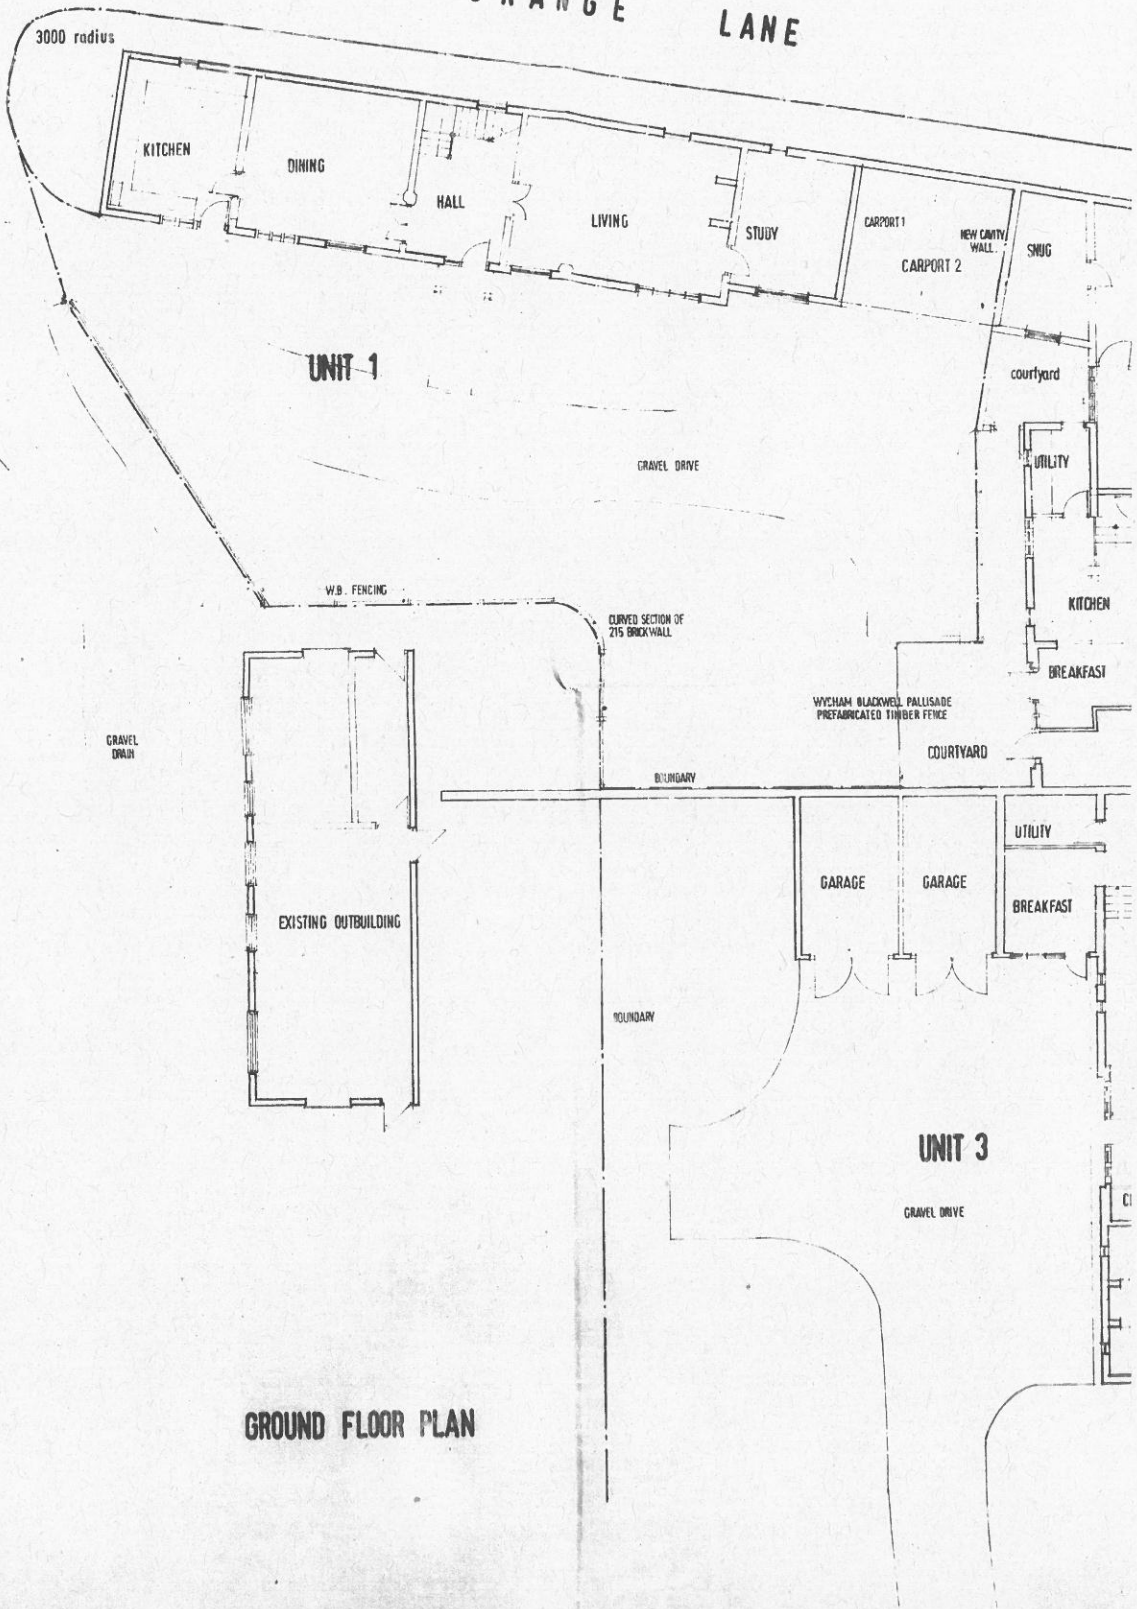 LANE
3000 radius
KITCHEN
DINING
HALL
LIVING
STUDY
CARPORT 1
CARPORT 2
NEW CAVITY
WALL.
SNUG
UNIT 1
courtyard
GRAVEL DRIVE
UTILITY
W.B. FENCING
CURVED SECTION OF
215 BRICKWALL
KITCHEN
BREAKFAST
WYCHAM BLACKWELL PALLISADE
PREFABRICATED TIMBER FENCE
COURTYARD
GRAVEL
DRAIN
BOUNDARY
UTILITY
GARAGE
GARAGE
BREAKFAST
EXISTING OUTBUILDING
BOUNDARY
UNIT 3
GRAVEL DRIVE
GROUND FLOOR PLAN